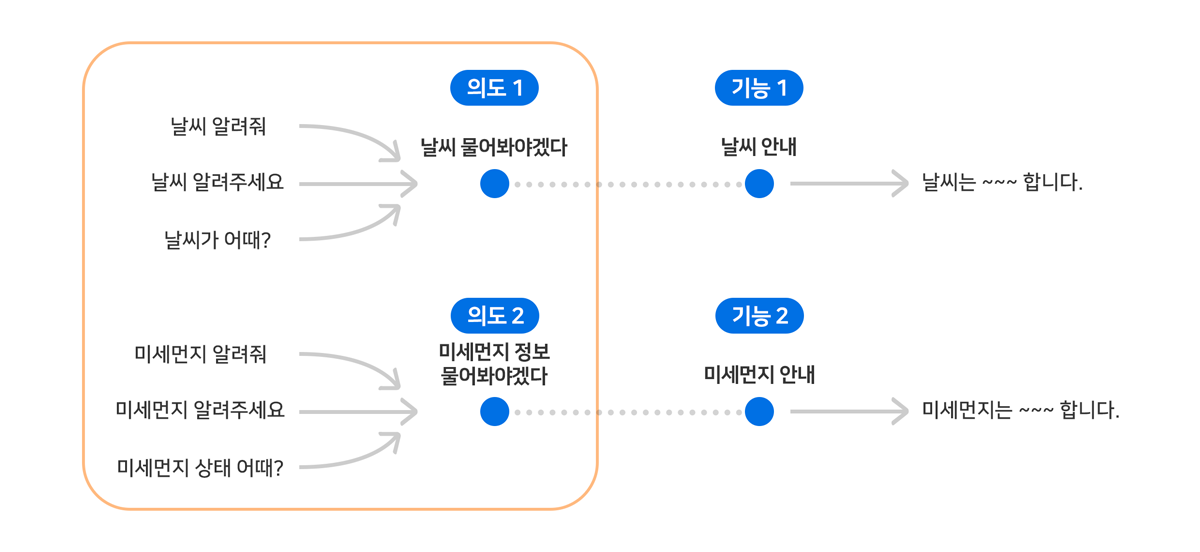 의도 1
기능 1
날씨 알려줘
날씨 물어봐야겠다
날씨 안내
날씨 알려주세요
날씨는 ~~~ 합니다.
날씨가 어때?
의도 2
기능 2
미세먼지 알려줘
미세먼지 정보
물어봐야겠다
미세먼지 안내
미세먼지 알려주세요
미세먼지는 ~~~ 합니다.
미세먼지 상태 어때?